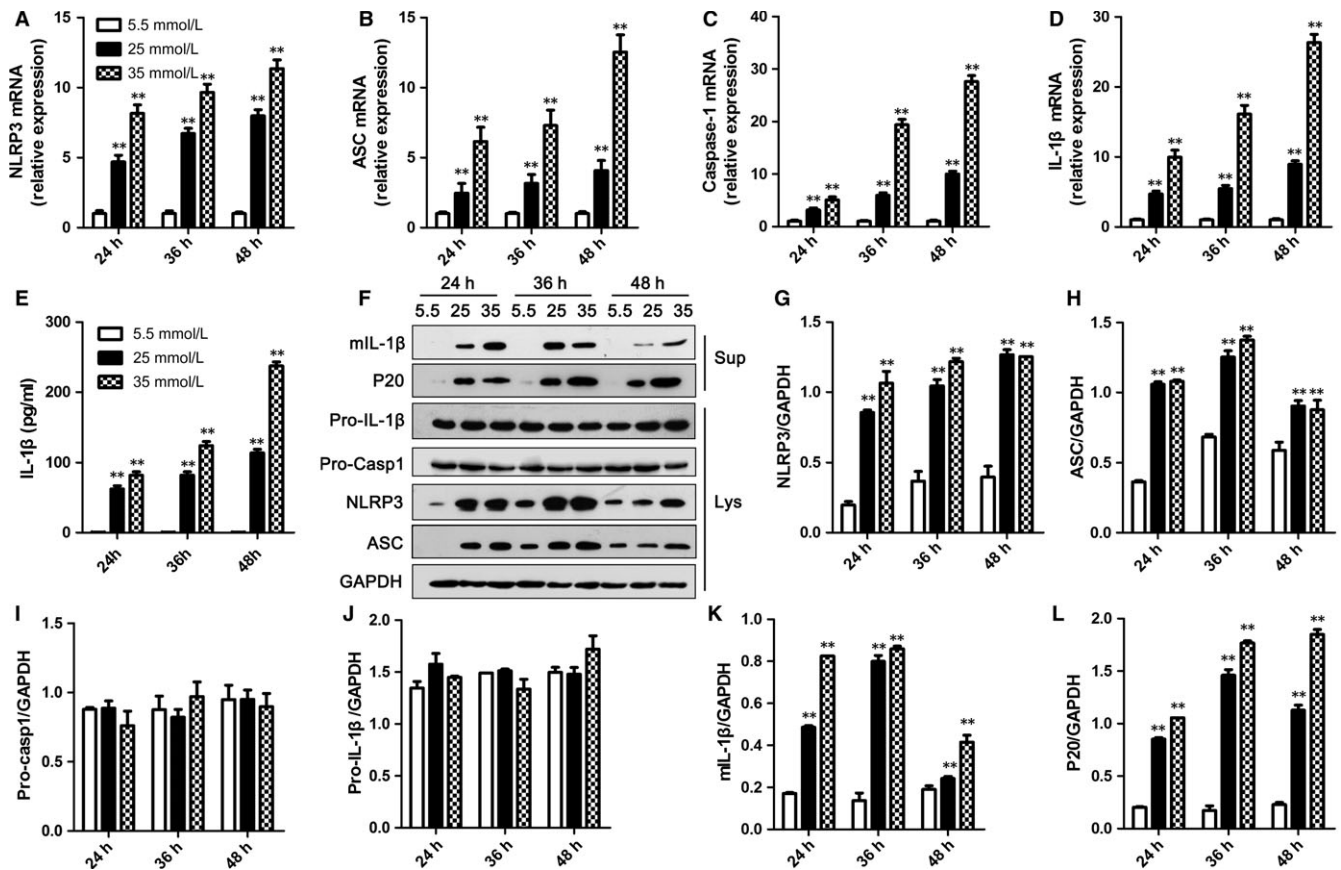 A
NLRP3 mRNA
(relative expression)
15
10
5
0
5.5 mmol/L
25 mmol/L
35 mmol/L
** ** ** ** ** **
24 h 36 h 48 h
B
ASC mRNA
(relative expression)
15
10
5
0
** ** ** ** ** **
24 h 36 h 48 h
C
Caspase-1 mRNA
(relative expression)
40
30
20
10
0
** ** ** ** ** **
24 h 36 h 48 h
D
IL-1β mRNA
(relative expression)
30
20
10
0
** ** ** ** ** **
24 h 36 h 48 h
E
IL-1β (pg/ml)
300
200
100
0
5.5 mmol/L
25 mmol/L
35 mmol/L
** ** ** ** ** **
24h 36h 48h
F
24 h 36 h 48 h
5.5 25 35 5.5 25 35 5.5 25 35
mIL-1β
P20
Sup
Pro-IL-1β
Pro-Casp1
NLRP3
Lys
ASC
GAPDH
G
NLRP3/GAPDH
1.5
1.0
0.5
0.0
** ** ** ** ** **
24 h 36 h 48 h
H
ASC/GAPDH
1.5
1.0
0.5
0.0
** ** ** ** ** **
24 h 36 h 48 h
I
Pro-casp1/GAPDH
1.5
1.0
0.5
0.0
24 h 36 h 48 h
J
Pro-IL-1β /GAPDH
2.0
1.5
1.0
1.5
0.0
24 h 36 h 48 h
K
mIL-1β/GAPDH
1.0
0.8
0.6
0.4
0.2
0.0
** ** ** ** ** **
24 h 36 h 48 h
L
P20/GAPDH
2.0
1.5
1.0
1.5
0.0
** ** ** ** ** **
24 h 36 h 48 h